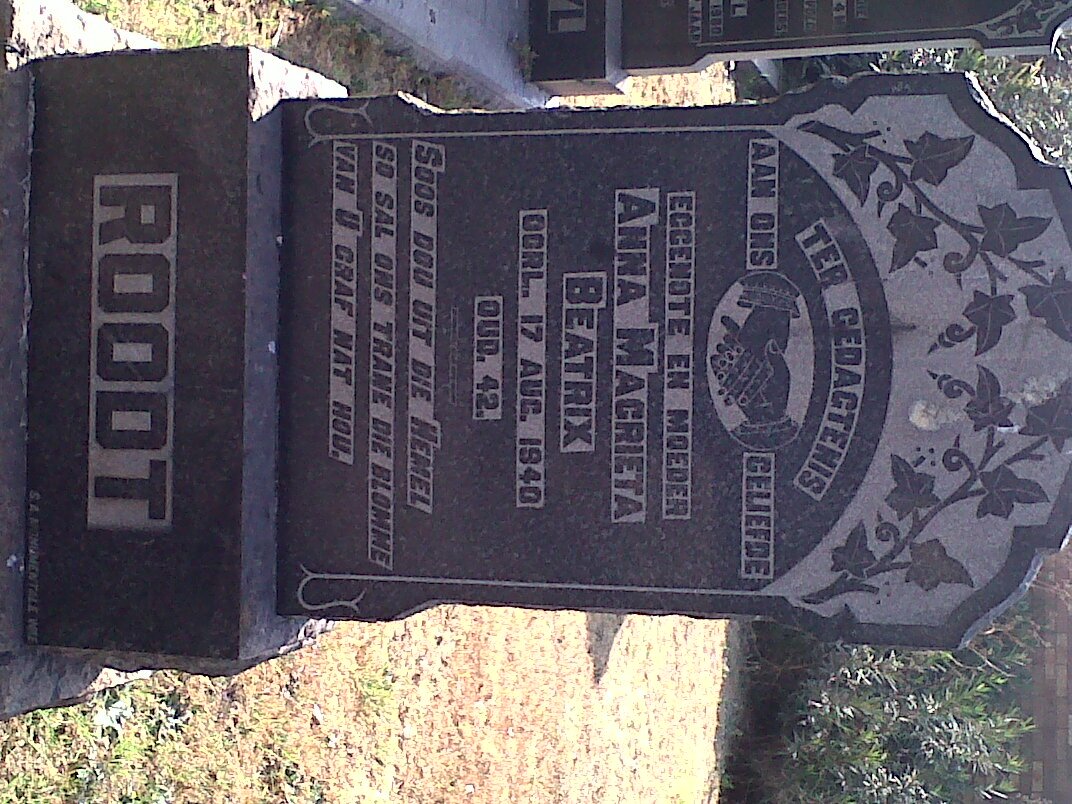 TER GEDAGTENIS
AAN ONS GELIEFDE
EGGENOTE EN MOEDER
ANNA MAGRIETA
BEATRIX
OORL. 17 AUG. 1940
OUD. 42.
SOOS DOU UIT DE HEMEL
SO SAL ONS TRANE DIE BLOMME
VAN U GRAF NAT HOU.
ROODT